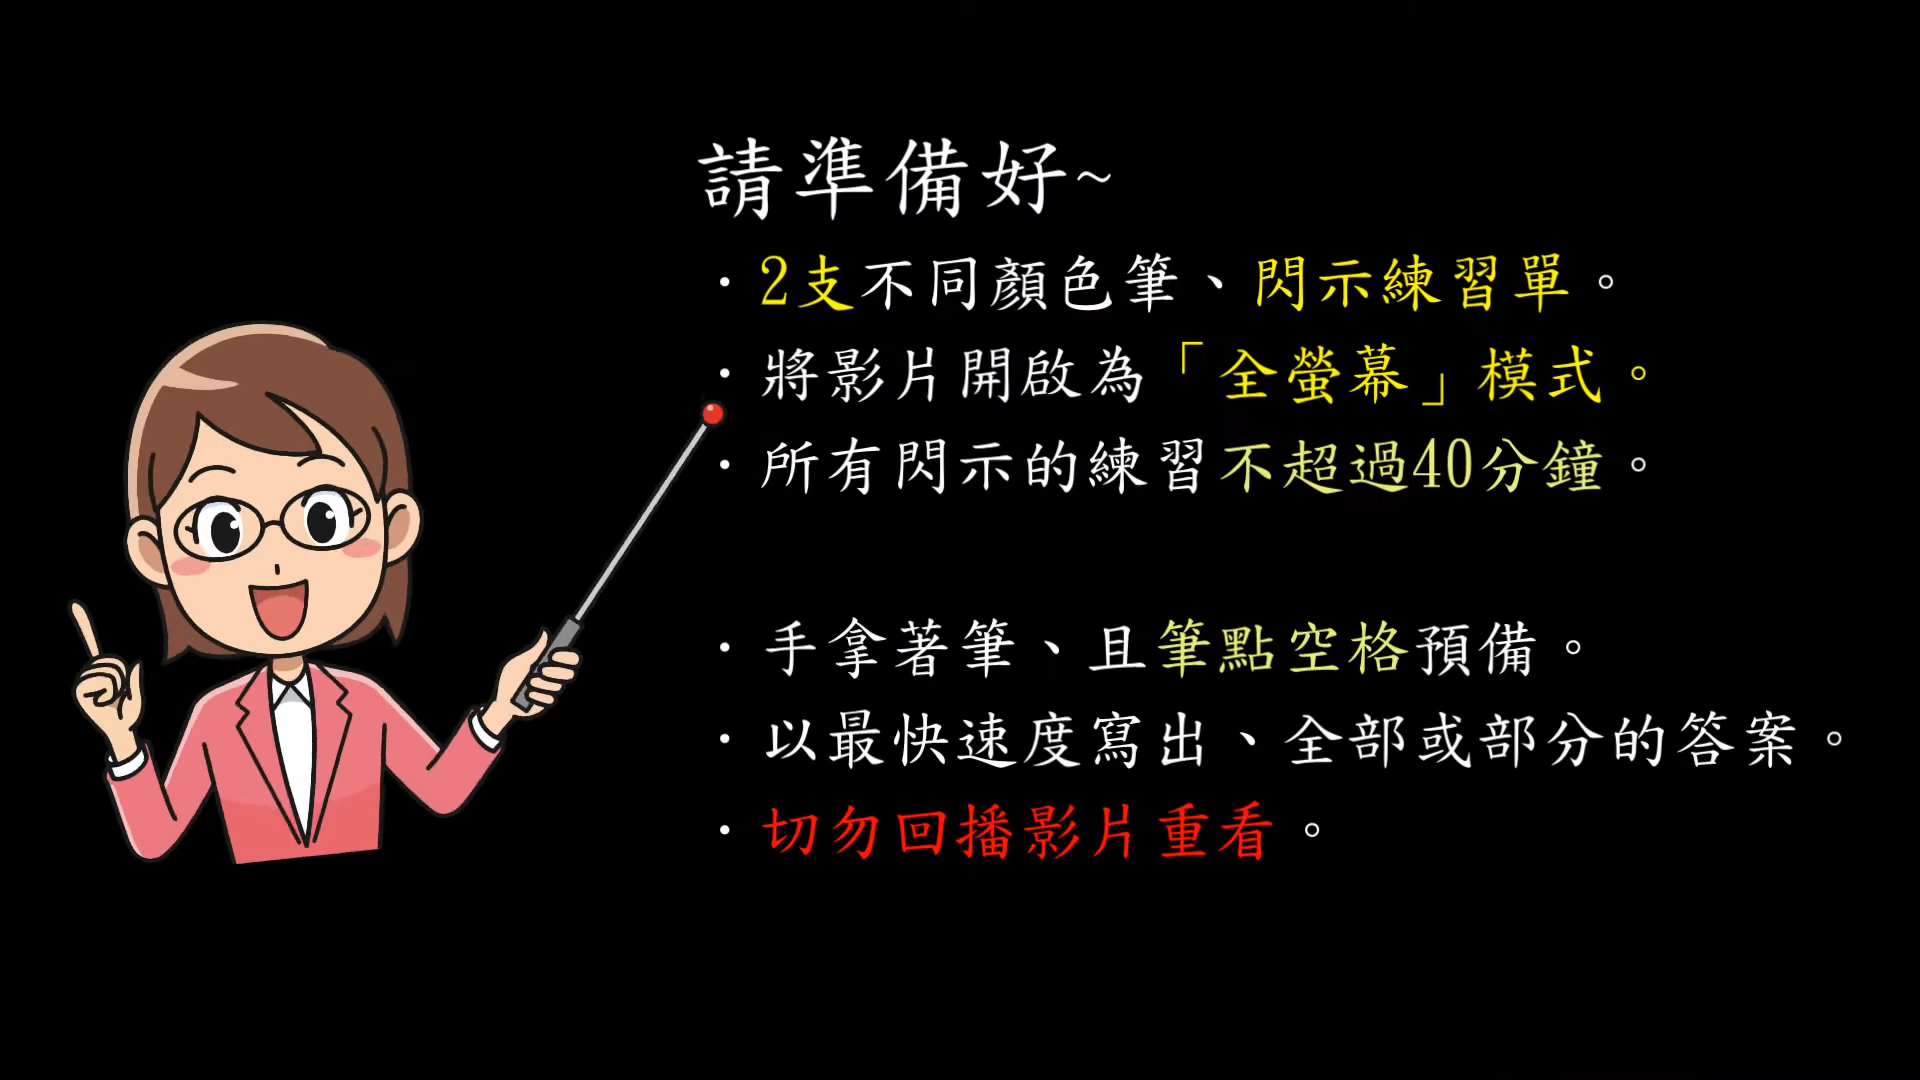 請準備好~
·2支不同顏色筆、閃示練習單。
·將影片開啟為「全螢幕」模式。
·所有閃示的練習不超過40分鐘。
·手拿著筆、且筆點空格預備。
·以最快速度寫出、全部或部分的答案。
·切勿回播影片重看。